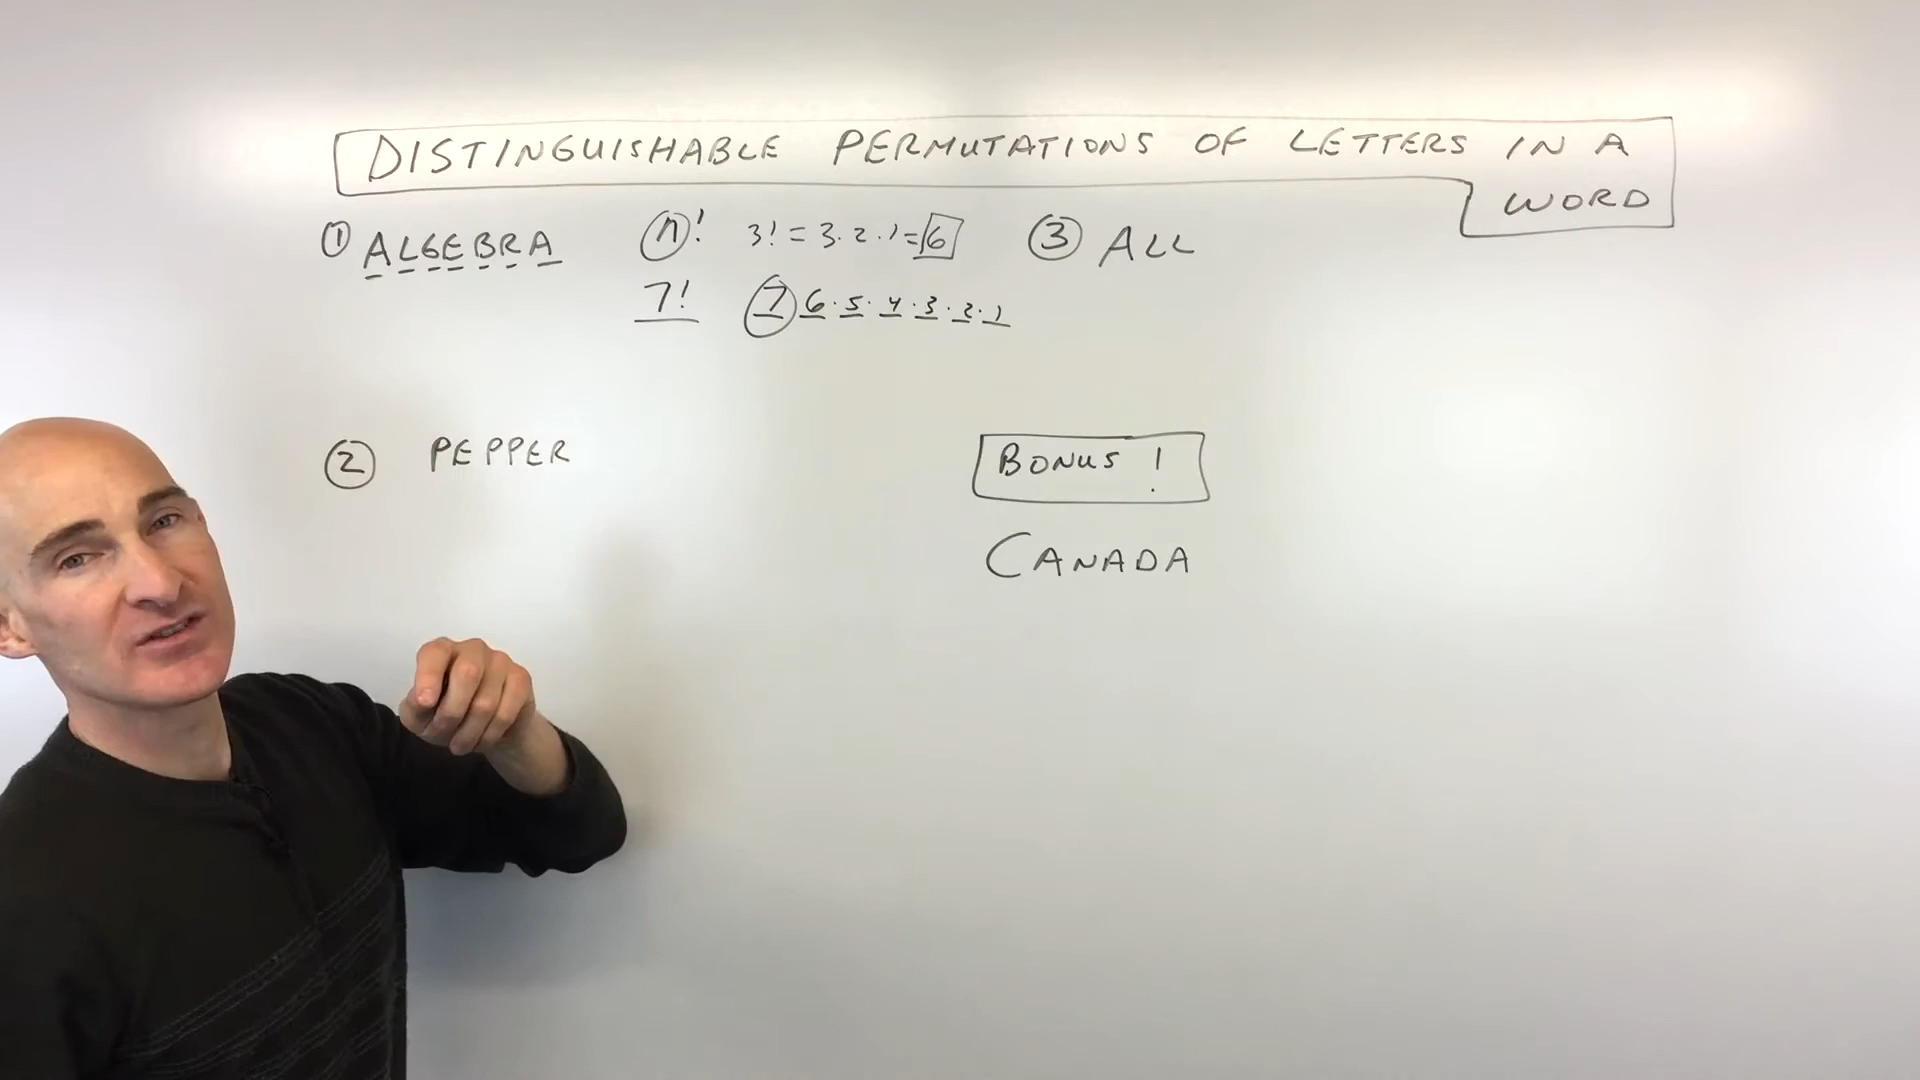 DISTINGUISHABLE PERMUTATIONS OF LETTERS IN A
WORD
① ALGEBRA
n! 3! = 3·2·1 = 6
7! 7 6·5·4·3·2·1
② PEPPER
③ ALL
BONUS !
CANADA